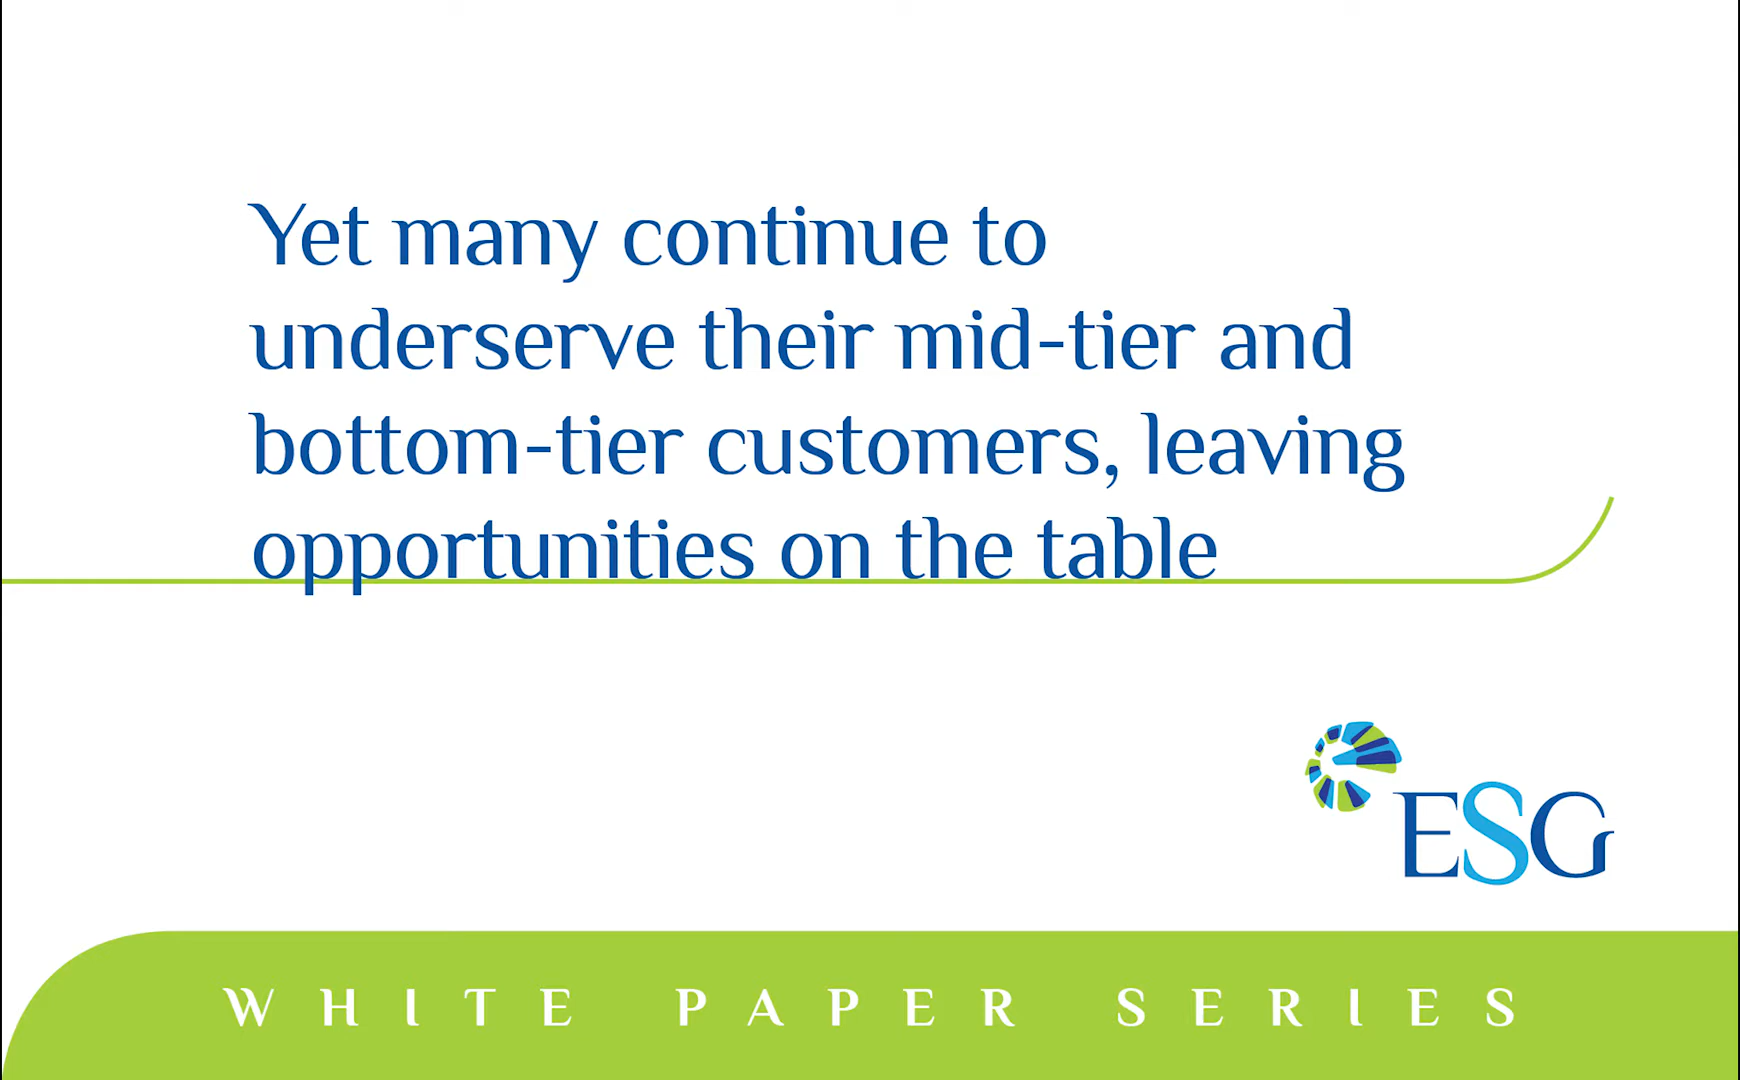 Yet many continue to
underserve their mid-tier and
bottom-tier customers, leaving
opportunities on the table
ESG
WHITE PAPER SERIES